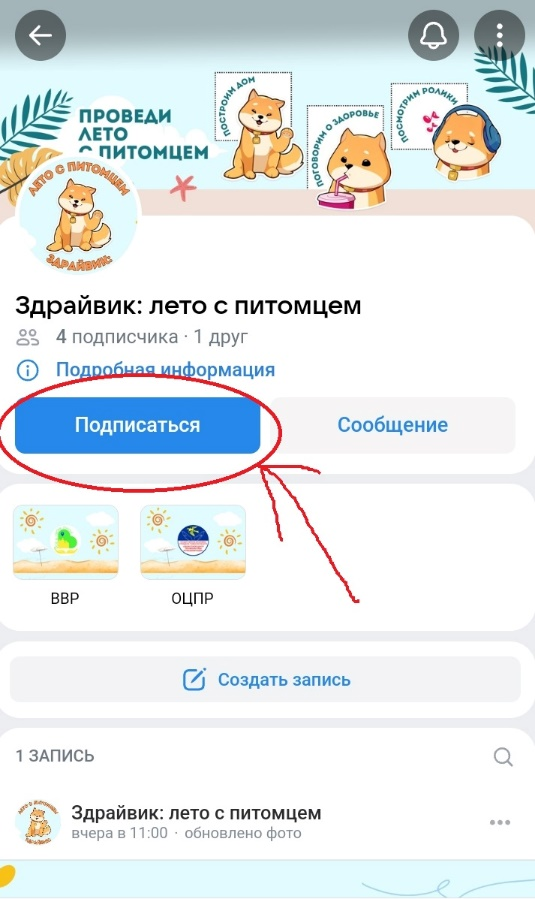 ПРОВЕДИ
ЛЕТО
С ПИТОМЦЕМ
ПОСТРОИМ ДОМ
ПОГОВОРИМ О ЗДОРОВЬЕ
ПОСМОТРИМ РОЛИКИ
ЛЕТО С ПИТОМЦЕМ
ЗДРАЙВИК:
Здрайвик: лето с питомцем
4 подписчика · 1 друг
Подробная информация
Подписаться
Сообщение
ВВР
ОЦПР
Создать запись
1 ЗАПИСЬ
Здрайвик: лето с питомцем
вчера в 11:00 · обновлено фото